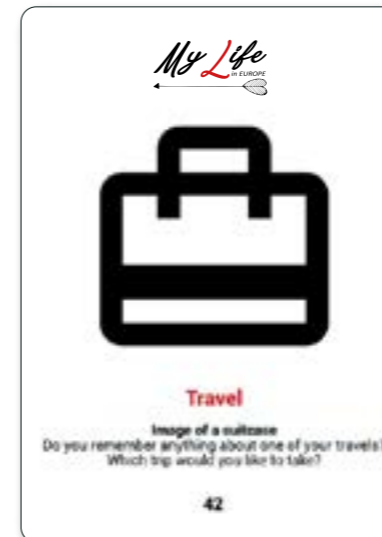 My Life
in EUROPE
Travel
Image of a suitcase
Do you remember anything about one of your travels?
Which trip would you like to take?
42